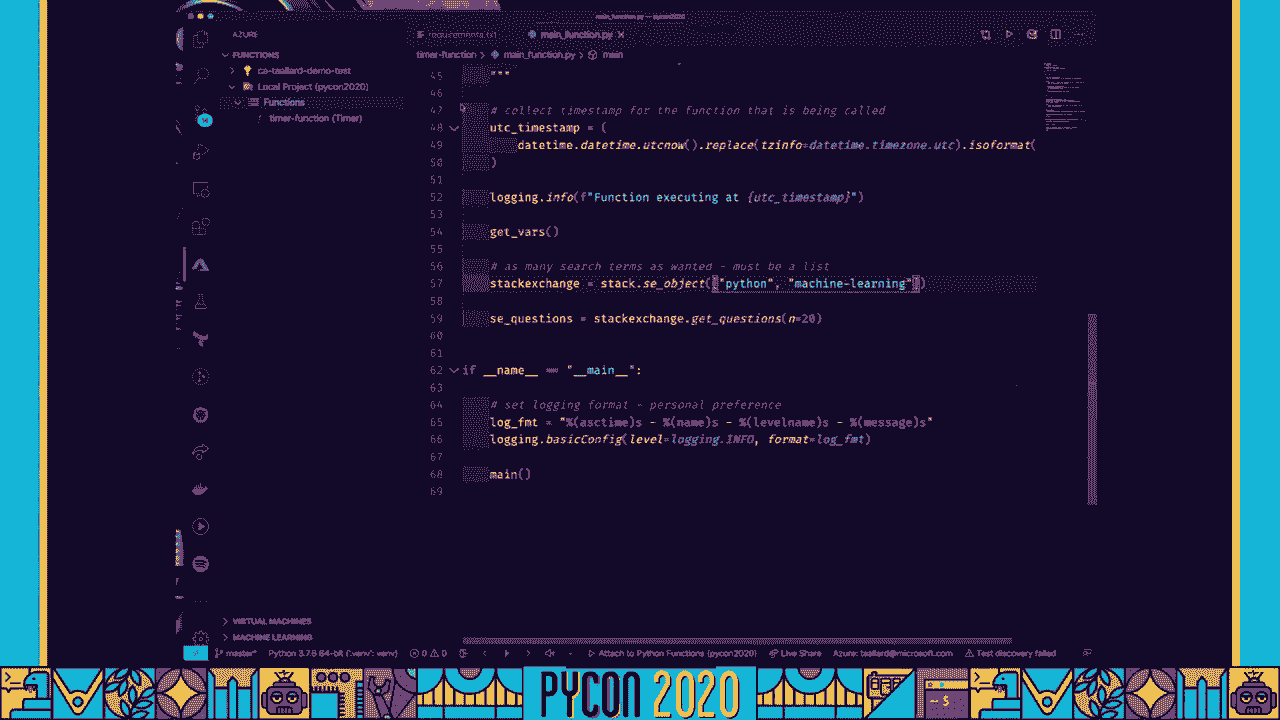 main_function.py — pycon2020
AZURE
requirements.txt
main_function.py
FUNCTIONS
timer-function > main_function.py > main
ca-taallard-demo-test
Local Project (pycon2020)
Functions
timer-function (Timer)
45 """
46
# collect timestamp for the function that is being called
48 utc_timestamp = (
49 datetime.datetime.utcnow().replace(tzinfo=datetime.timezone.utc).isoformat(
50 )
51
52 logging.info(f"Function executing at {utc_timestamp}")
53
54 get_vars()
55
56 # as many search terms as wanted - must be a list
57 stackexchange = stack.se_object(["python", "machine-learning"])
58
59 se_questions = stackexchange.get_questions(n=20)
60
61
62 if __name__ == "__main__":
63
64 # set logging format - personal preference
65 log_fmt = "%(asctime)s - %(name)s - %(levelname)s - %(message)s"
66 logging.basicConfig(level=logging.INFO, format=log_fmt)
67
68 main()
69
VIRTUAL MACHINES
MACHINE LEARNING
master* Python 3.7.6 64-bit ('.venv': venv) 0 0 Attach to Python Functions (pycon2020) Live Share Azure: taallard@microsoft.com Test discovery failed
PYCON 2020
~ $